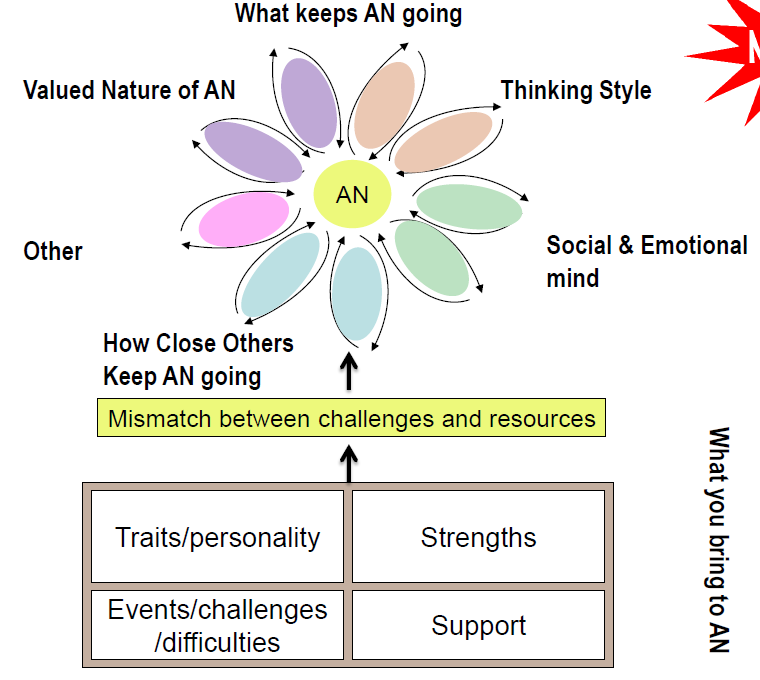 What keeps AN going
M
Valued Nature of AN
Thinking Style
AN
Other
Social & Emotional
mind
How Close Others
Keep AN going
Mismatch between challenges and resources
What you bring to AN
Traits/personality
Strengths
Events/challenges
/difficulties
Support